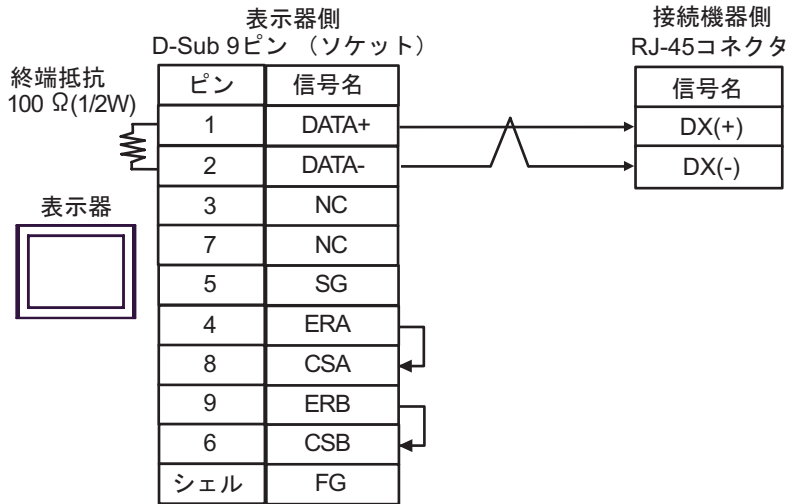 表示器側
D-Sub 9ピン （ソケット）
終端抵抗
100 Ω(1/2W)
ピン 信号名
1 DATA+
2 DATA-
3 NC
7 NC
5 SG
4 ERA
8 CSA
9 ERB
6 CSB
シェル FG
表示器
接続機器側
RJ-45コネクタ
信号名
DX(+)
DX(-)